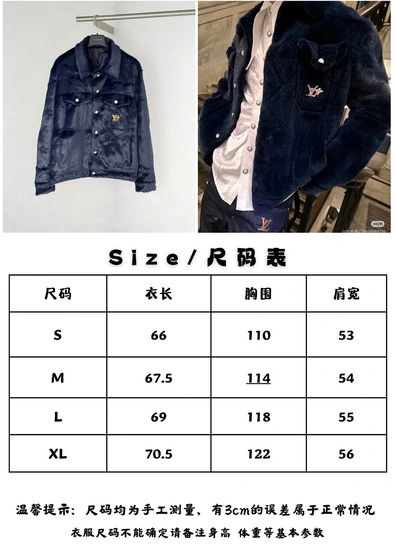 Size/尺码表
尺码 衣长 胸围 肩宽
S 66 110 53
M 67.5 114 54
L 69 118 55
XL 70.5 122 56
温馨提示：尺码均为手工测量、有3cm的误差属于正常情况
衣服尺码不能确定请备注身高 体重等基本参数